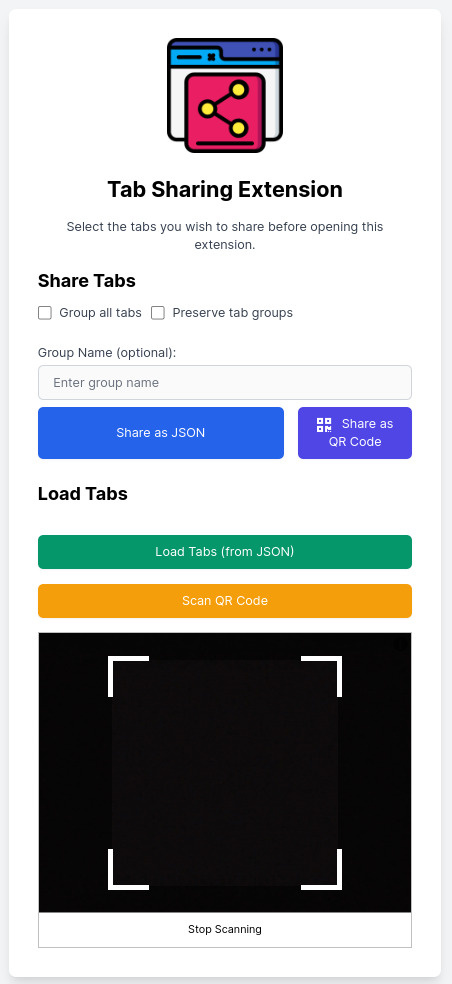 Tab Sharing Extension
Select the tabs you wish to share before opening this
extension.
Share Tabs
Group all tabs
Preserve tab groups
Group Name (optional):
Enter group name
Share as JSON
Share as
QR Code
Load Tabs
Load Tabs (from JSON)
Scan QR Code
Stop Scanning